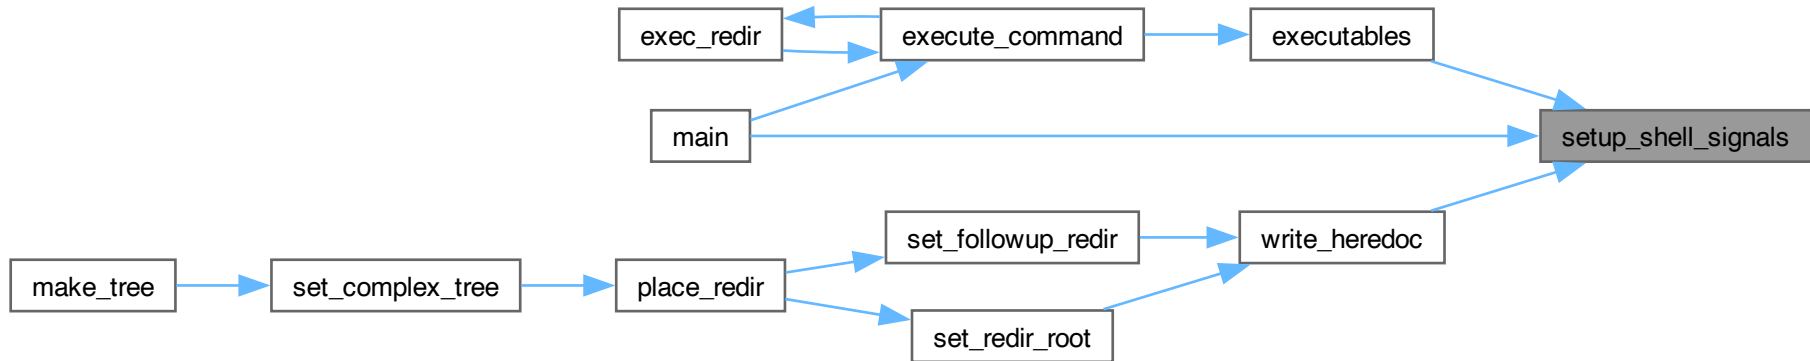 exec_redir
execute_command
executables
main
setup_shell_signals
set_followup_redir
write_heredoc
make_tree
set_complex_tree
place_redir
set_redir_root